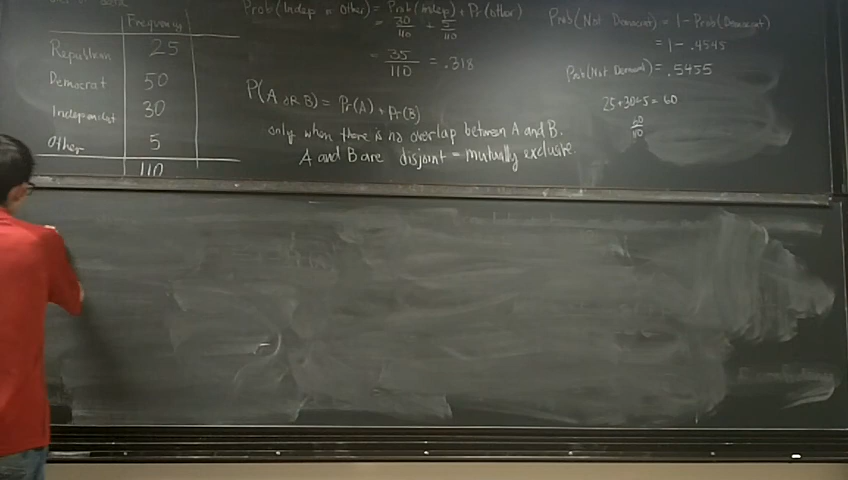 Frequency
Republican 25
Democrat 50
Independent 30
Other 5
110
Prob(Indep or Other) = Prob(Indep) + Pr(other)
= 30/110 + 5/110
= 35/110 = .318
P(A OR B) = Pr(A) + Pr(B)
only when there is no overlap between A and B.
A and B are disjoint = mutually exclusive.
Prob(Not Democrat) = 1 - Prob(Democrat)
= 1 - .4545
Prob(Not Democrat) = .5455
25+30+5 = 60
60/110